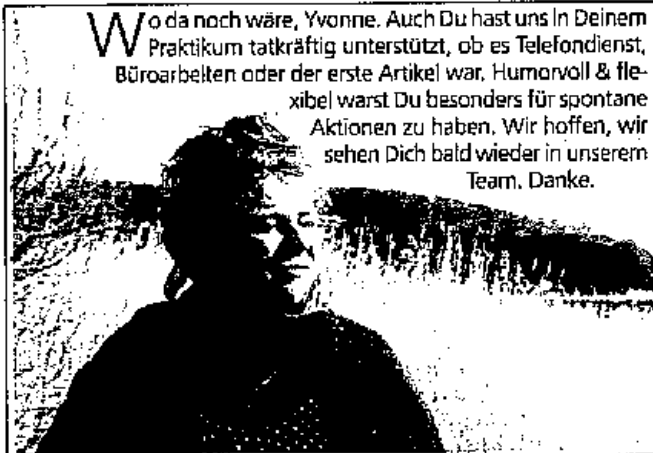 Wo da noch wäre, Yvonne. Auch Du hast uns in Deinem
Praktikum tatkräftig unterstützt, ob es Telefondienst,
Büroarbeiten oder der erste Artikel war. Humorvoll & fle-
xibel warst Du besonders für spontane
Aktionen zu haben. Wir hoffen, wir
sehen Dich bald wieder in unserem
Team. Danke.